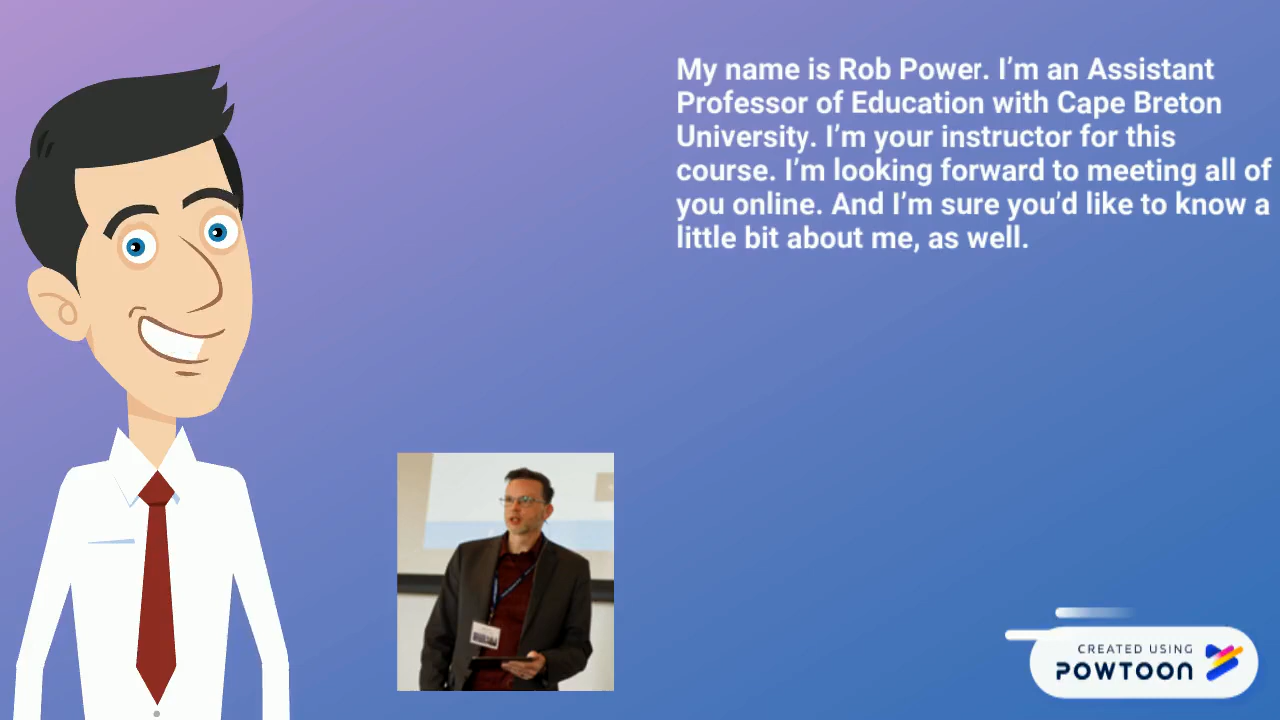 My name is Rob Power. I’m an Assistant
Professor of Education with Cape Breton
University. I’m your instructor for this
course. I’m looking forward to meeting all of
you online. And I’m sure you’d like to know a
little bit about me, as well.
CREATED USING
POWTOON